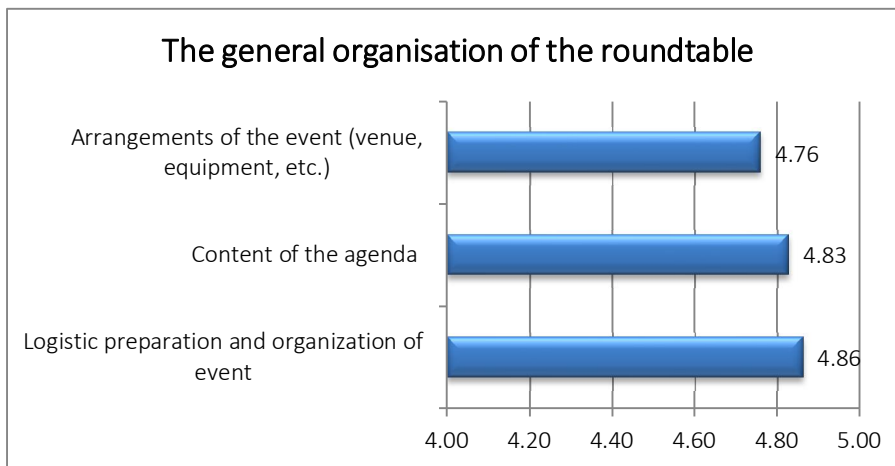 The general organisation of the roundtable
Arrangements of the event (venue,
equipment, etc.)
4.76
Content of the agenda
4.83
Logistic preparation and organization of
event
4.86
4.00 4.20 4.40 4.60 4.80 5.00